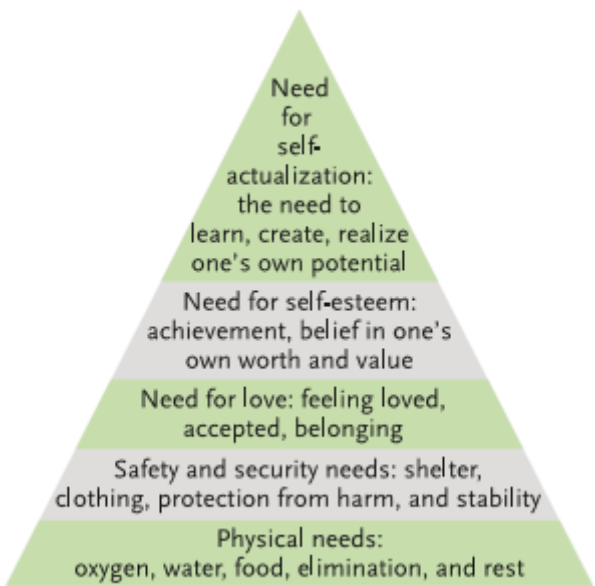 Need
for
self-
actualization:
the need to
learn, create, realize
one's own potential
Need for self-esteem:
achievement, belief in one's
own worth and value
Need for love: feeling loved,
accepted, belonging
Safety and security needs: shelter,
clothing, protection from harm, and stability
Physical needs:
oxygen, water, food, elimination, and rest